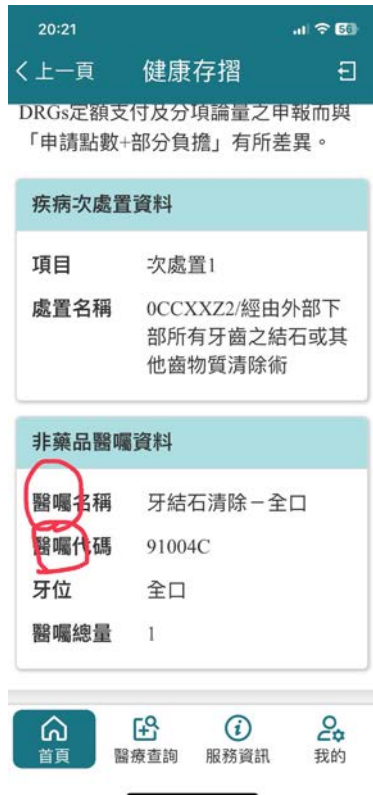 20:21
56
上一頁
健康存摺
DRGs定額支付及分項論量之申報而與
「申請點數+部分負擔」有所差異。
疾病次處置資料
項目 次處置1
處置名稱 0CCXXZ2/經由外部下
部所有牙齒之結石或其
他齒物質清除術
非藥品醫囑資料
醫囑名稱 牙結石清除－全口
醫囑代碼 91004C
牙位 全口
醫囑總量 1
首頁 醫療查詢 服務資訊 我的